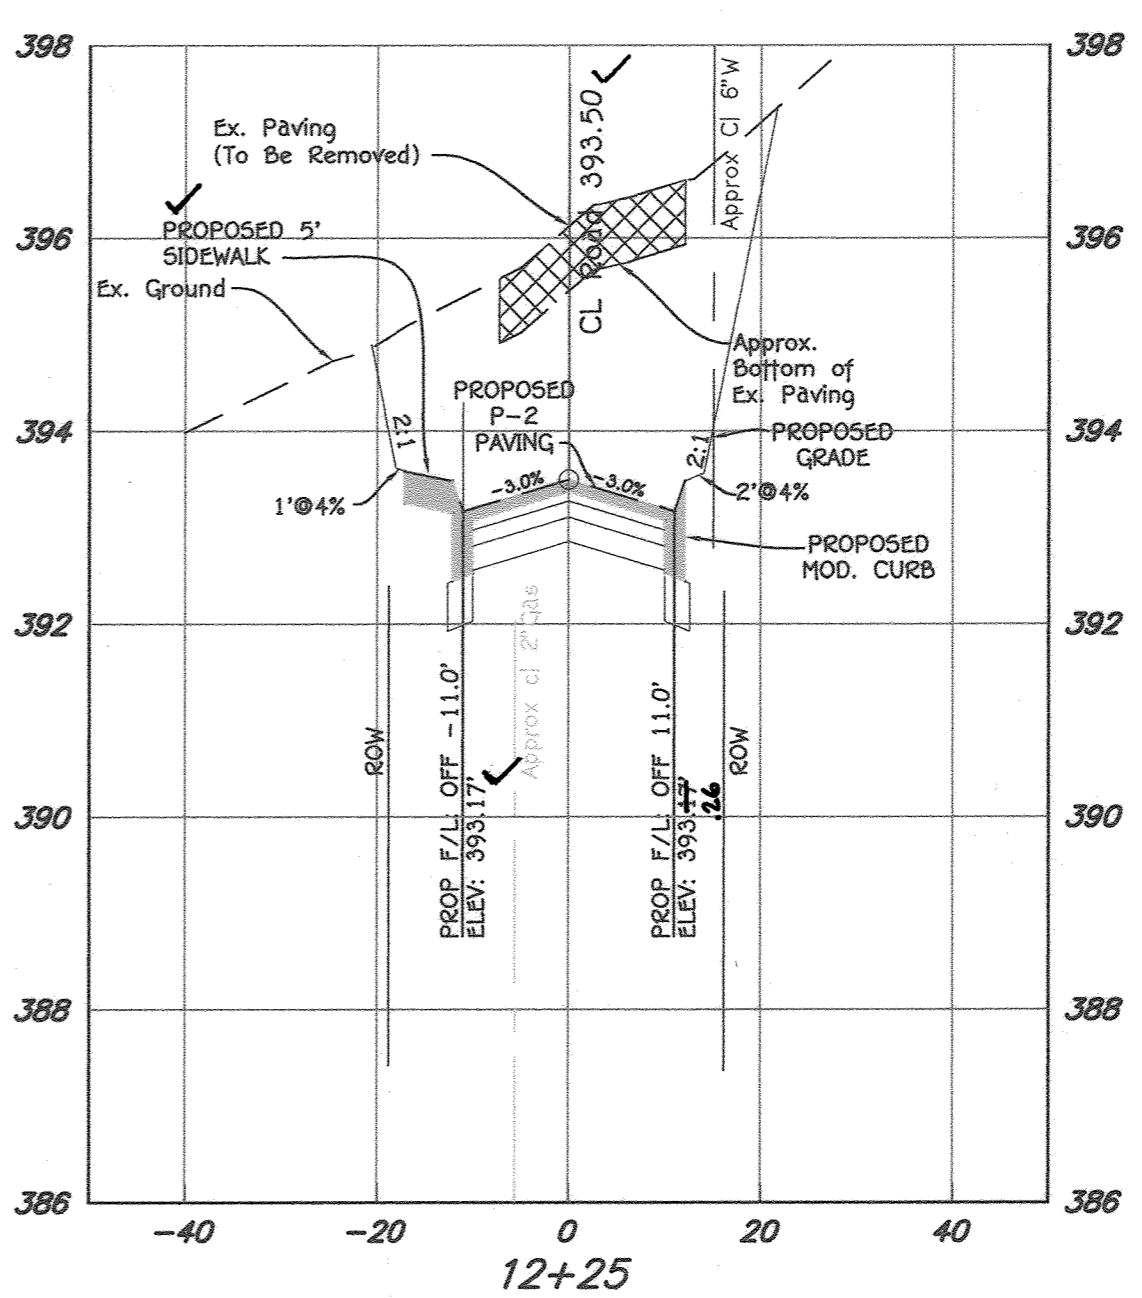 398
398
CL Road 393.50
Approx Cl 6"W
Ex. Paving
(To Be Removed)
PROPOSED 5'
SIDEWALK
396
396
Ex. Ground
Approx.
Bottom of
Ex. Paving
PROPOSED
P-2
PAVING
394
394
2:1
2:1
PROPOSED
GRADE
-3.0%
-3.0%
1'@4%
2'@4%
PROPOSED
MOD. CURB
392
392
Approx cl 2"Gas
ROW
PROP F/L: OFF -11.0'
ELEV: 393.17'
PROP F/L: OFF 11.0'
ELEV: 393.17'
.26
ROW
390
390
388
388
386
386
-40
-20
0
20
40
12+25